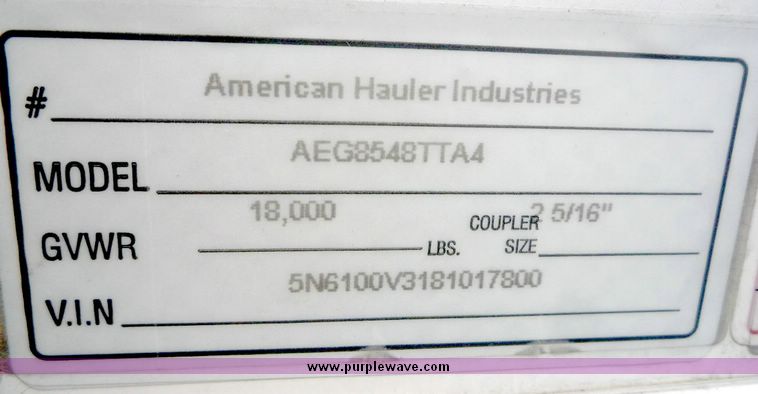 # American Hauler Industries
MODEL AEG8548TTA4
GVWR 18,000 LBS. COUPLER SIZE 2 5/16"
V.I.N 5N6100V3181017800
www.purplewave.com